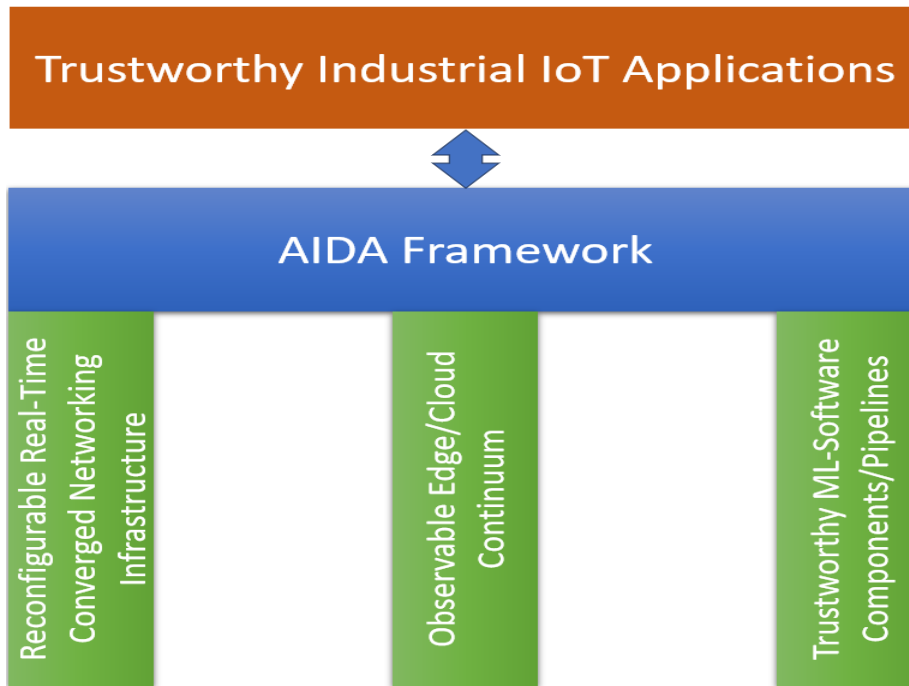 Trustworthy Industrial IoT Applications
AIDA Framework
Reconfigurable Real-Time
Converged Networking
Infrastructure
Observable Edge/Cloud
Continuum
Trustworthy ML-Software
Components/Pipelines